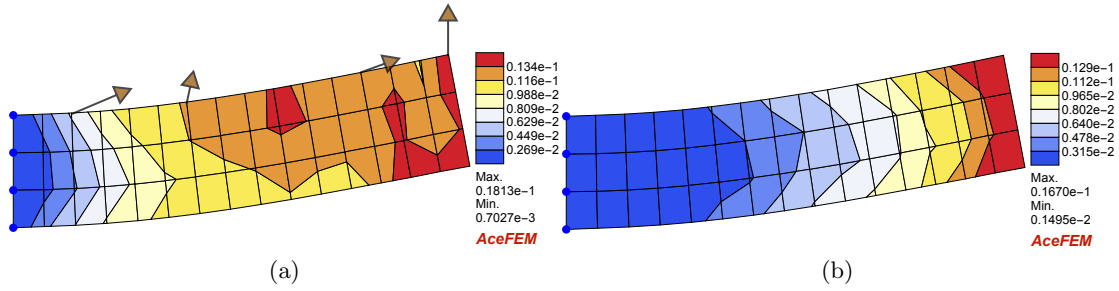 0.134e-1
0.116e-1
0.988e-2
0.809e-2
0.629e-2
0.449e-2
0.269e-2
Max.
0.1813e-1
Min.
0.7027e-3
AceFEM
(a)
0.129e-1
0.112e-1
0.965e-2
0.802e-2
0.640e-2
0.478e-2
0.315e-2
Max.
0.1670e-1
Min.
0.1495e-2
AceFEM
(b)